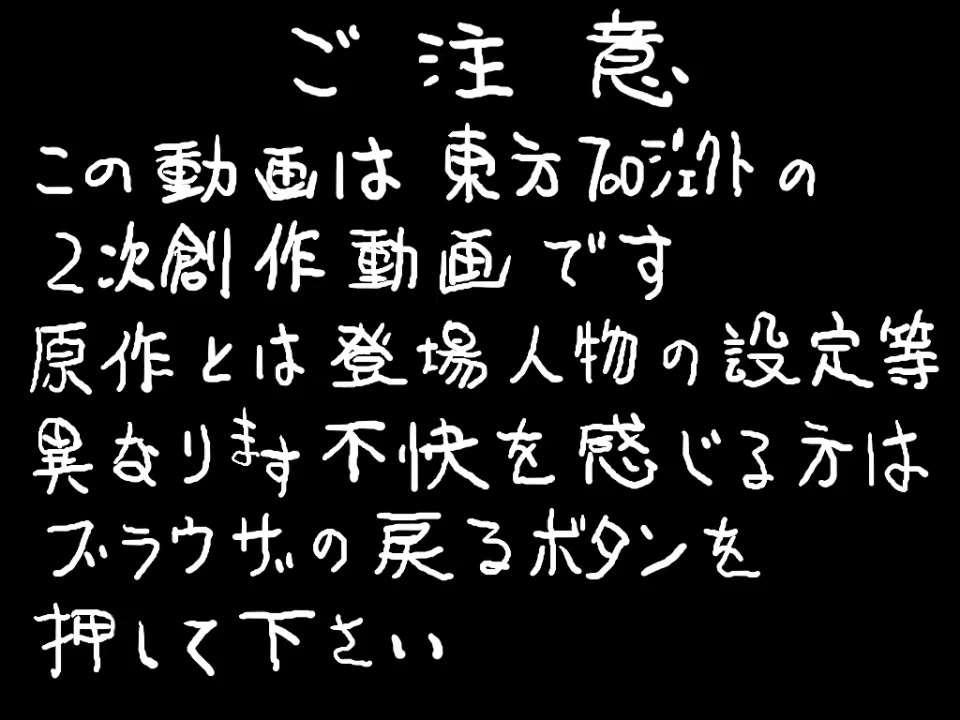 ご注意
この動画は東方プロジェクトの
2次創作動画です
原作とは登場人物の設定等
異なります不快を感じる方は
ブラウザの戻るボタンを
押して下さい